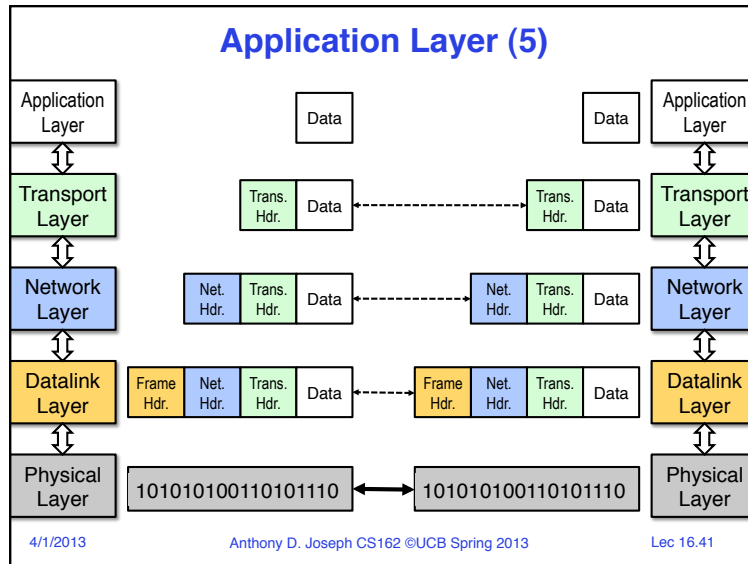 Application Layer (5)
Application
Layer
Data
Data
Application
Layer
Transport
Layer
Trans.
Hdr.
Data
Trans.
Hdr.
Data
Transport
Layer
Network
Layer
Net.
Hdr.
Trans.
Hdr.
Data
Net.
Hdr.
Trans.
Hdr.
Data
Network
Layer
Datalink
Layer
Frame
Hdr.
Net.
Hdr.
Trans.
Hdr.
Data
Frame
Hdr.
Net.
Hdr.
Trans.
Hdr.
Data
Datalink
Layer
Physical
Layer
101010100110101110
101010100110101110
Physical
Layer
4/1/2013
Anthony D. Joseph CS162 ©UCB Spring 2013
Lec 16.41